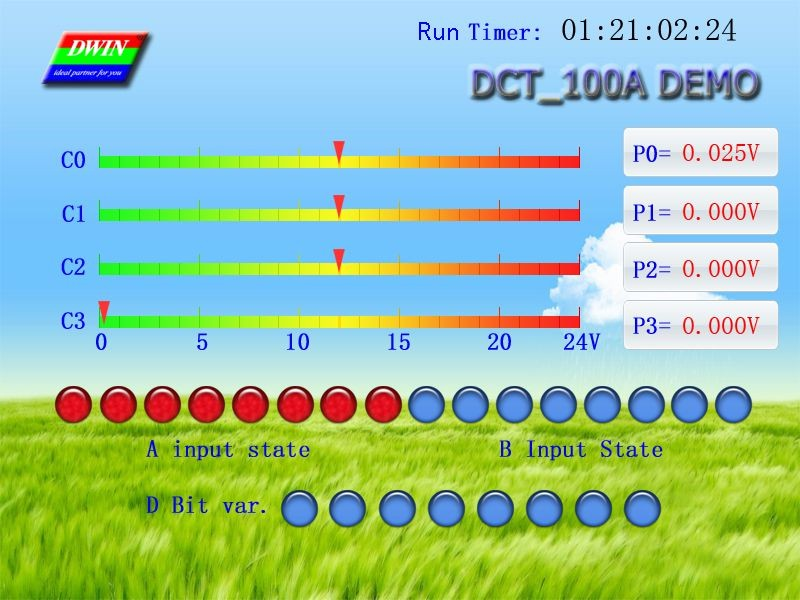 DWIN
ideal partner for you
Run Timer: 01:21:02:24
DCT_100A DEMO
C0
P0= 0.025V
C1
P1= 0.000V
C2
P2= 0.000V
C3
P3= 0.000V
0 5 10 15 20 24V
A input state B Input State
D Bit var.